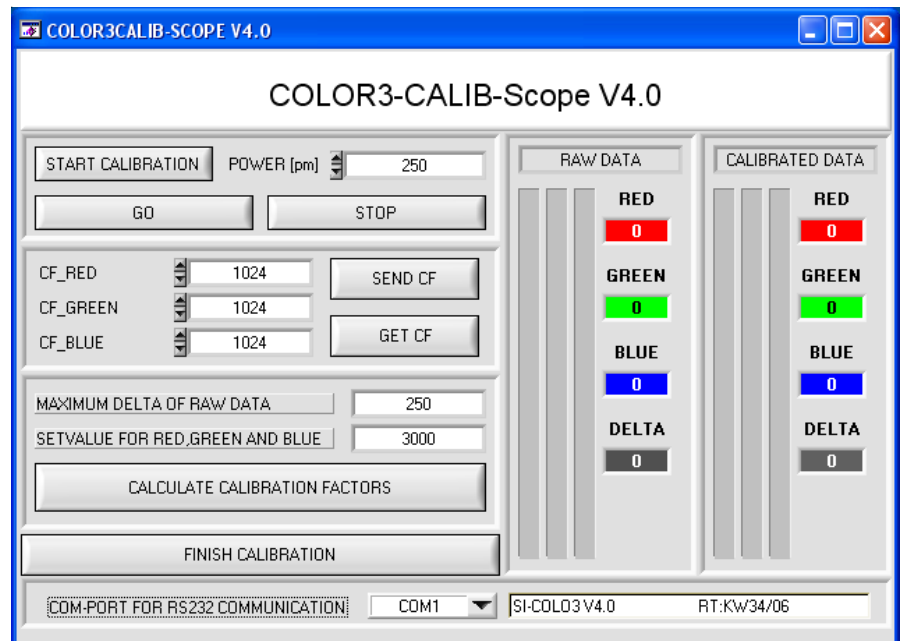 COLOR3CALIB-SCOPE V4.0
COLOR3-CALIB-Scope V4.0
START CALIBRATION POWER [pm] 250
GO STOP
CF_RED 1024
CF_GREEN 1024
CF_BLUE 1024
SEND CF
GET CF
MAXIMUM DELTA OF RAW DATA 250
SETVALUE FOR RED,GREEN AND BLUE 3000
CALCULATE CALIBRATION FACTORS
FINISH CALIBRATION
RAW DATA
RED
0
GREEN
0
BLUE
0
DELTA
0
CALIBRATED DATA
RED
0
GREEN
0
BLUE
0
DELTA
0
COM-PORT FOR RS232 COMMUNICATION COM1 SI-COLO3 V4.0 RT:KW34/06